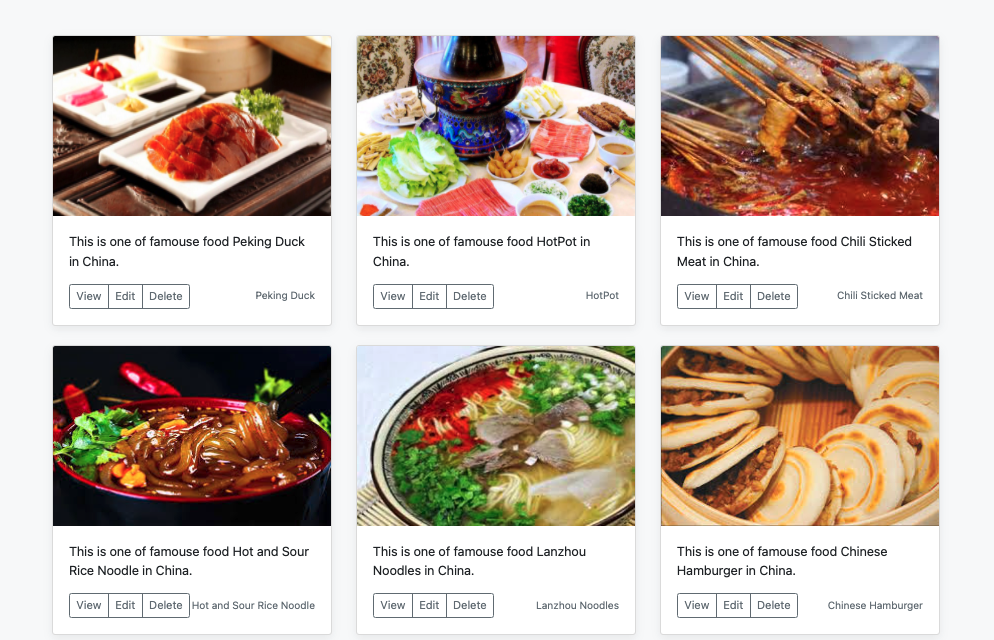 This is one of famouse food Peking Duck
in China.
View Edit Delete Peking Duck
This is one of famouse food HotPot in
China.
View Edit Delete HotPot
This is one of famouse food Chili Sticked
Meat in China.
View Edit Delete Chili Sticked Meat
This is one of famouse food Hot and Sour
Rice Noodle in China.
View Edit Delete Hot and Sour Rice Noodle
This is one of famouse food Lanzhou
Noodles in China.
View Edit Delete Lanzhou Noodles
This is one of famouse food Chinese
Hamburger in China.
View Edit Delete Chinese Hamburger